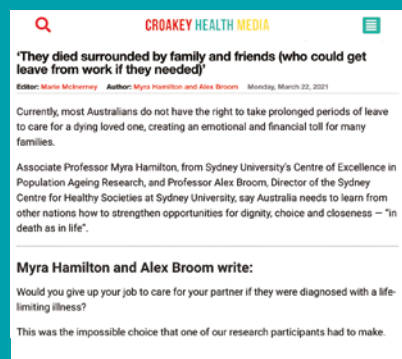 CROAKEY HEALTH MEDIA
‘They died surrounded by family and friends (who could get
leave from work if they needed)’
Editor: Marie McInerney Author: Myra Hamilton and Alex Broom Monday, March 22, 2021
Currently, most Australians do not have the right to take prolonged periods of leave
to care for a dying loved one, creating an emotional and financial toll for many
families.
Associate Professor Myra Hamilton, from Sydney University's Centre of Excellence in
Population Ageing Research, and Professor Alex Broom, Director of the Sydney
Centre for Healthy Societies at Sydney University, say Australia needs to learn from
other nations how to strengthen opportunities for dignity, choice and closeness — “in
death as in life”.
Myra Hamilton and Alex Broom write:
Would you give up your job to care for your partner if they were diagnosed with a life-
limiting illness?
This was the impossible choice that one of our research participants had to make.